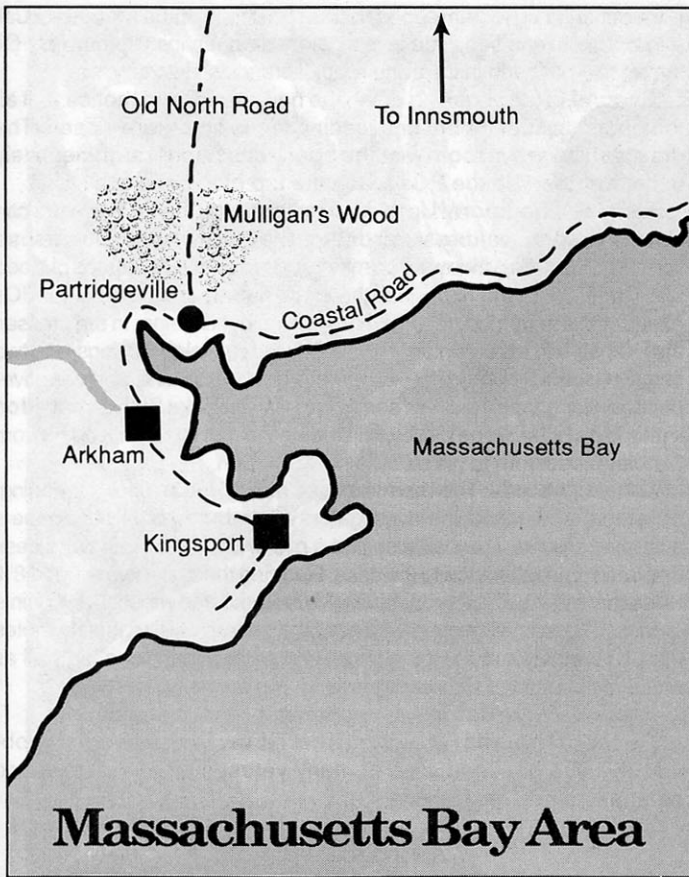 Old North Road
To Innsmouth
Mulligan's Wood
Partridgeville
Coastal Road
Massachusetts Bay
Arkham
Kingsport
Massachusetts Bay Area